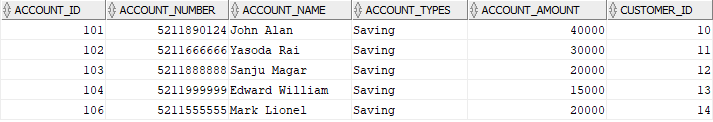 ACCOUNT_ID ACCOUNT_NUMBER ACCOUNT_NAME ACCOUNT_TYPES ACCOUNT_AMOUNT CUSTOMER_ID
101 5211890124 John Alan Saving 40000 10
102 5211666666 Yasoda Rai Saving 30000 11
103 5211888888 Sanju Magar Saving 20000 12
104 5211999999 Edward William Saving 15000 13
106 5211555555 Mark Lionel Saving 20000 14